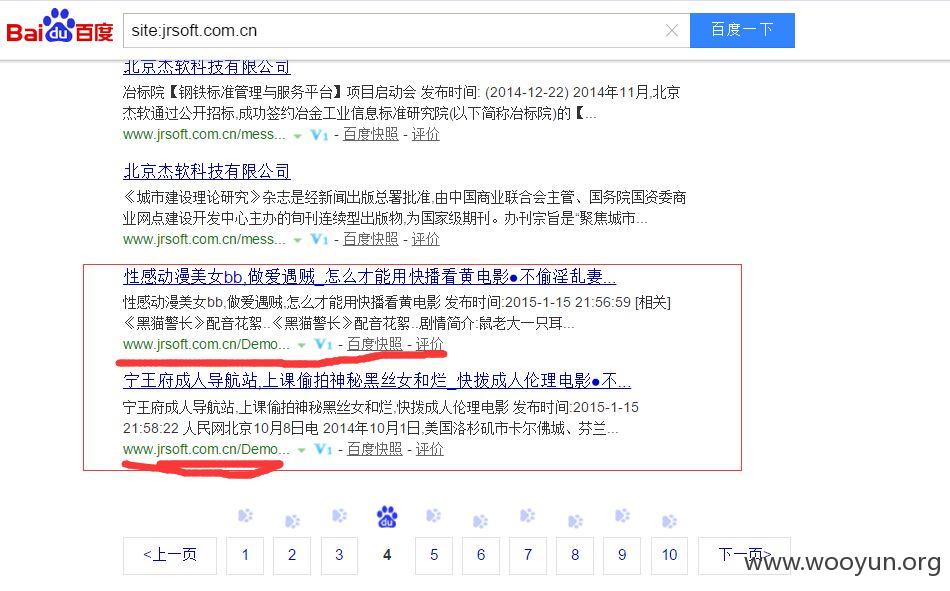 Bai du 百度
site:jrsoft.com.cn
百度一下
北京杰软科技有限公司
冶标院【钢铁标准管理与服务平台】项目启动会 发布时间: (2014-12-22) 2014年11月,北京
杰软通过公开招标,成功签约冶金工业信息标准研究院(以下简称冶标院)的【...
www.jrsoft.com.cn/mess... V1 - 百度快照 - 评价
北京杰软科技有限公司
《城市建设理论研究》杂志是经新闻出版总署批准,由中国商业联合会主管、国务院国资委商
业网点建设开发中心主办的旬刊连续型出版物,为国家级期刊。办刊宗旨是“聚焦城市...
www.jrsoft.com.cn/mess... V1 - 百度快照 - 评价
性感动漫美女bb,做爱遇贼_怎么才能用快播看黄电影●不偷淫乱妻...
性感动漫美女bb,做爱遇贼,怎么才能用快播看黄电影 发布时间:2015-1-15 21:56:59 [相关]
《黑猫警长》配音花絮..《黑猫警长》配音花絮..剧情简介:鼠老大一只耳...
www.jrsoft.com.cn/Demo... V1 - 百度快照 - 评价
宁王府成人导航站,上课偷拍神秘黑丝女和烂_快拨成人伦理电影●不...
宁王府成人导航站,上课偷拍神秘黑丝女和烂,快拨成人伦理电影 发布时间:2015-1-15
21:58:22 人民网北京10月8日电 2014年10月1日,美国洛杉矶市卡尔佛城、芬兰...
www.jrsoft.com.cn/Demo... V1 - 百度快照 - 评价
du
<上一页 1 2 3 4 5 6 7 8 9 10 下一页>
www.wooyun.org